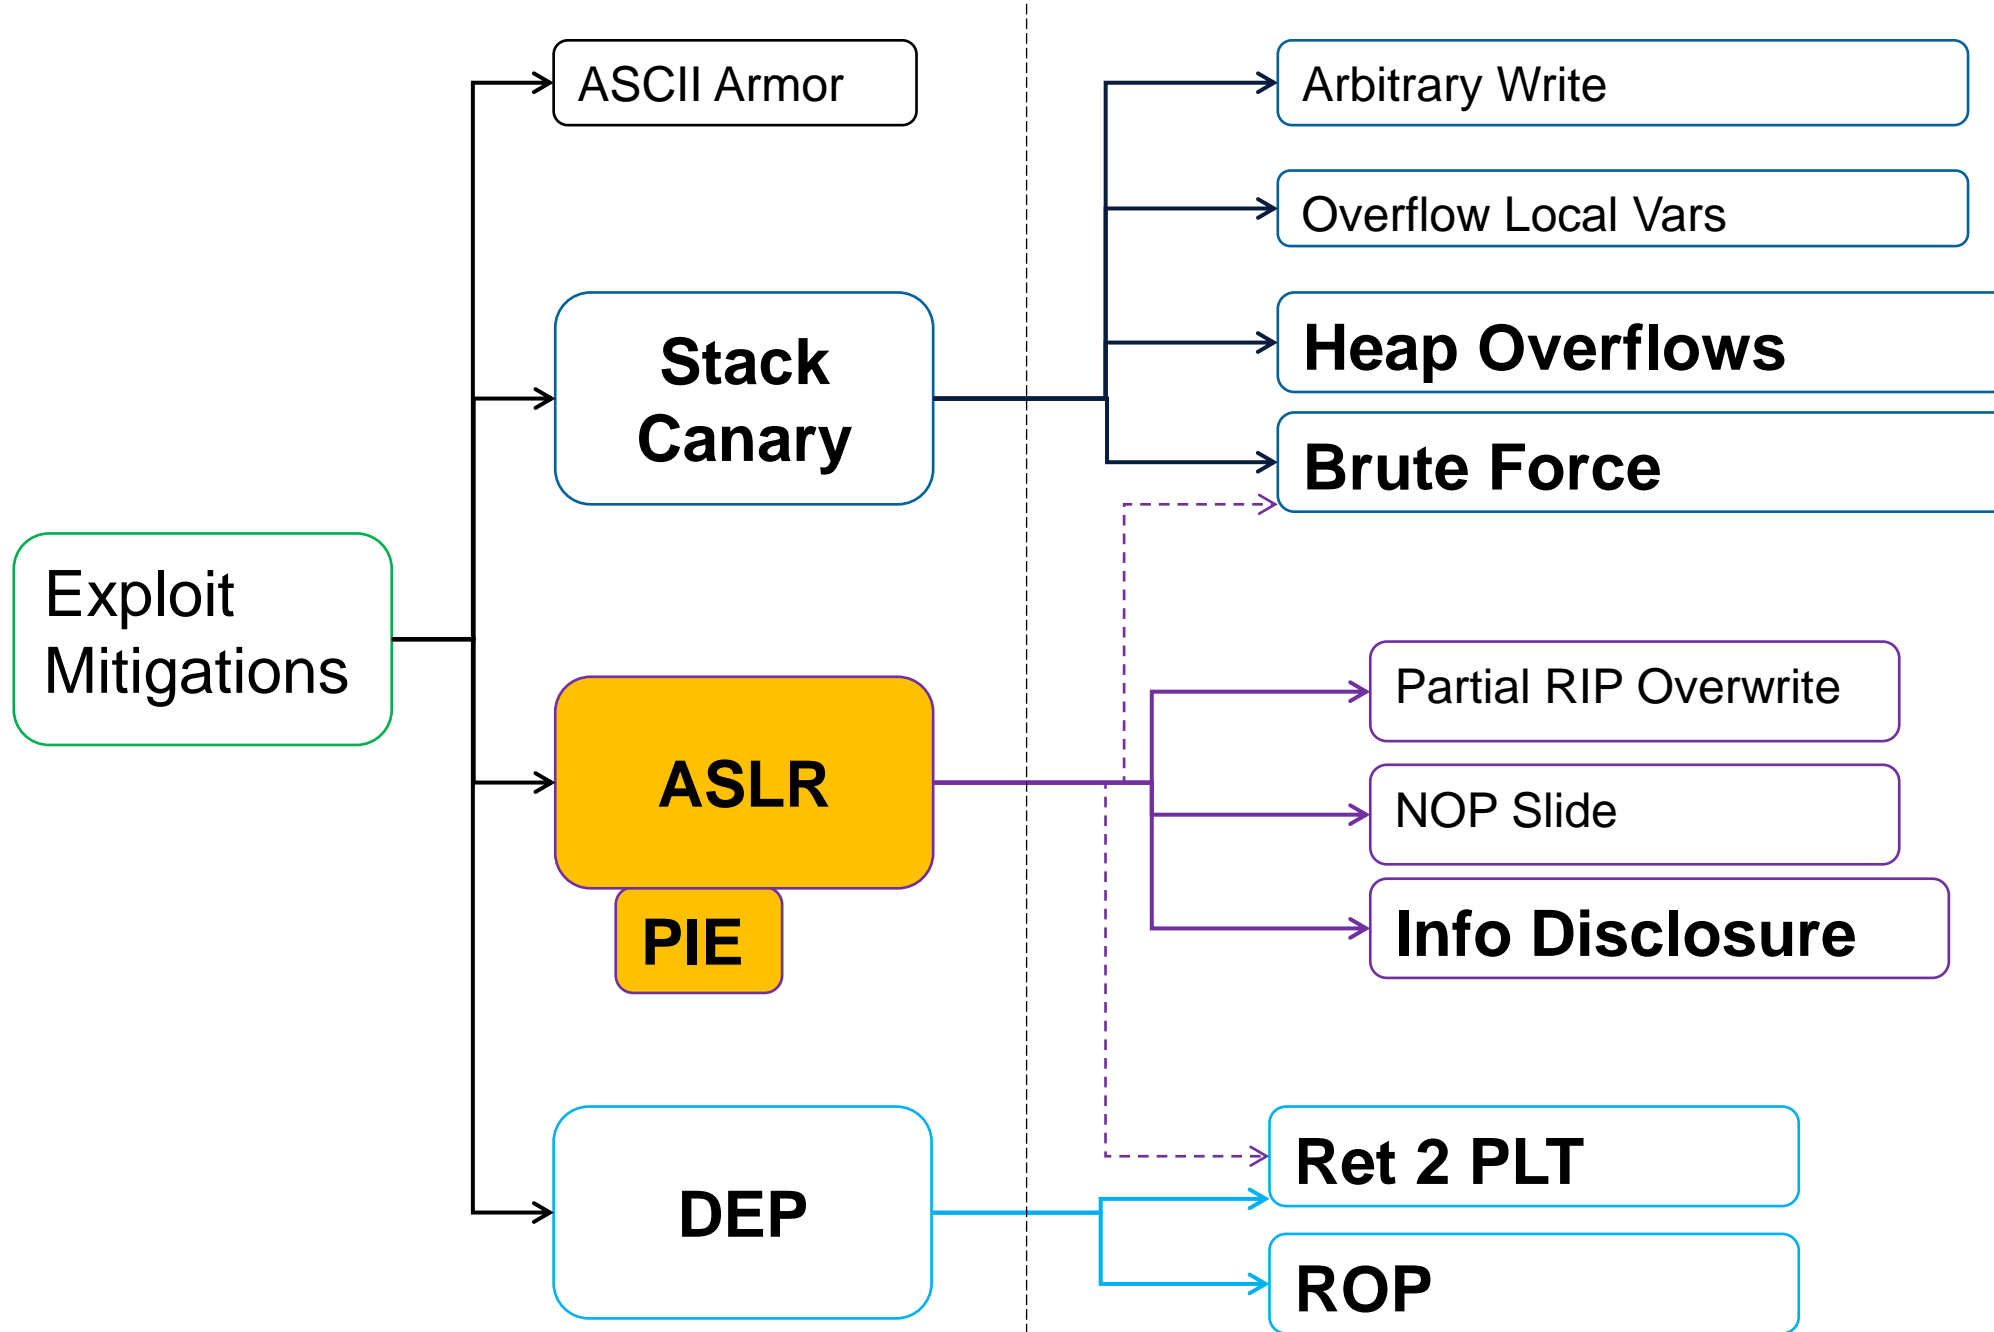 ASCII Armor
Arbitrary Write
Overflow Local Vars
Stack
Canary
Heap Overflows
Brute Force
Exploit
Mitigations
ASLR
PIE
Partial RIP Overwrite
NOP Slide
Info Disclosure
DEP
Ret 2 PLT
ROP